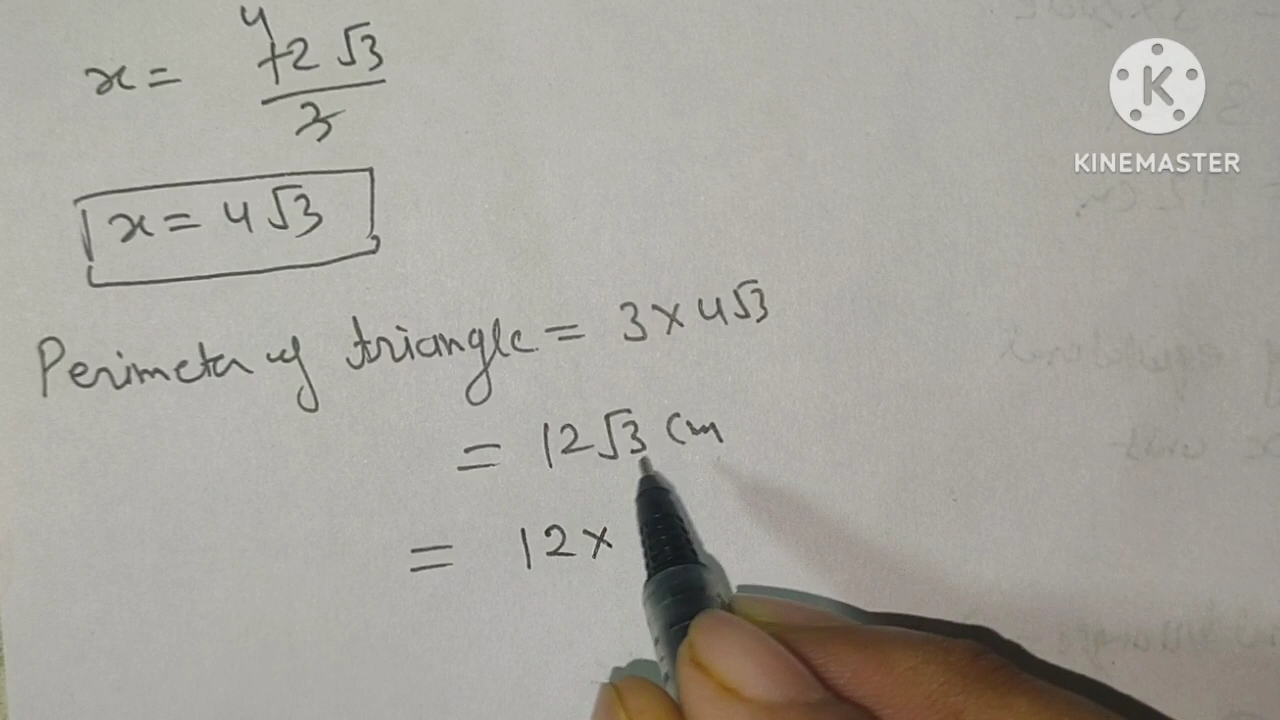 x = 12√3 / 3
4
x = 4√3
Perimeter of triangle = 3 × 4√3
= 12√3 cm
= 12 ×
K
KINEMASTER